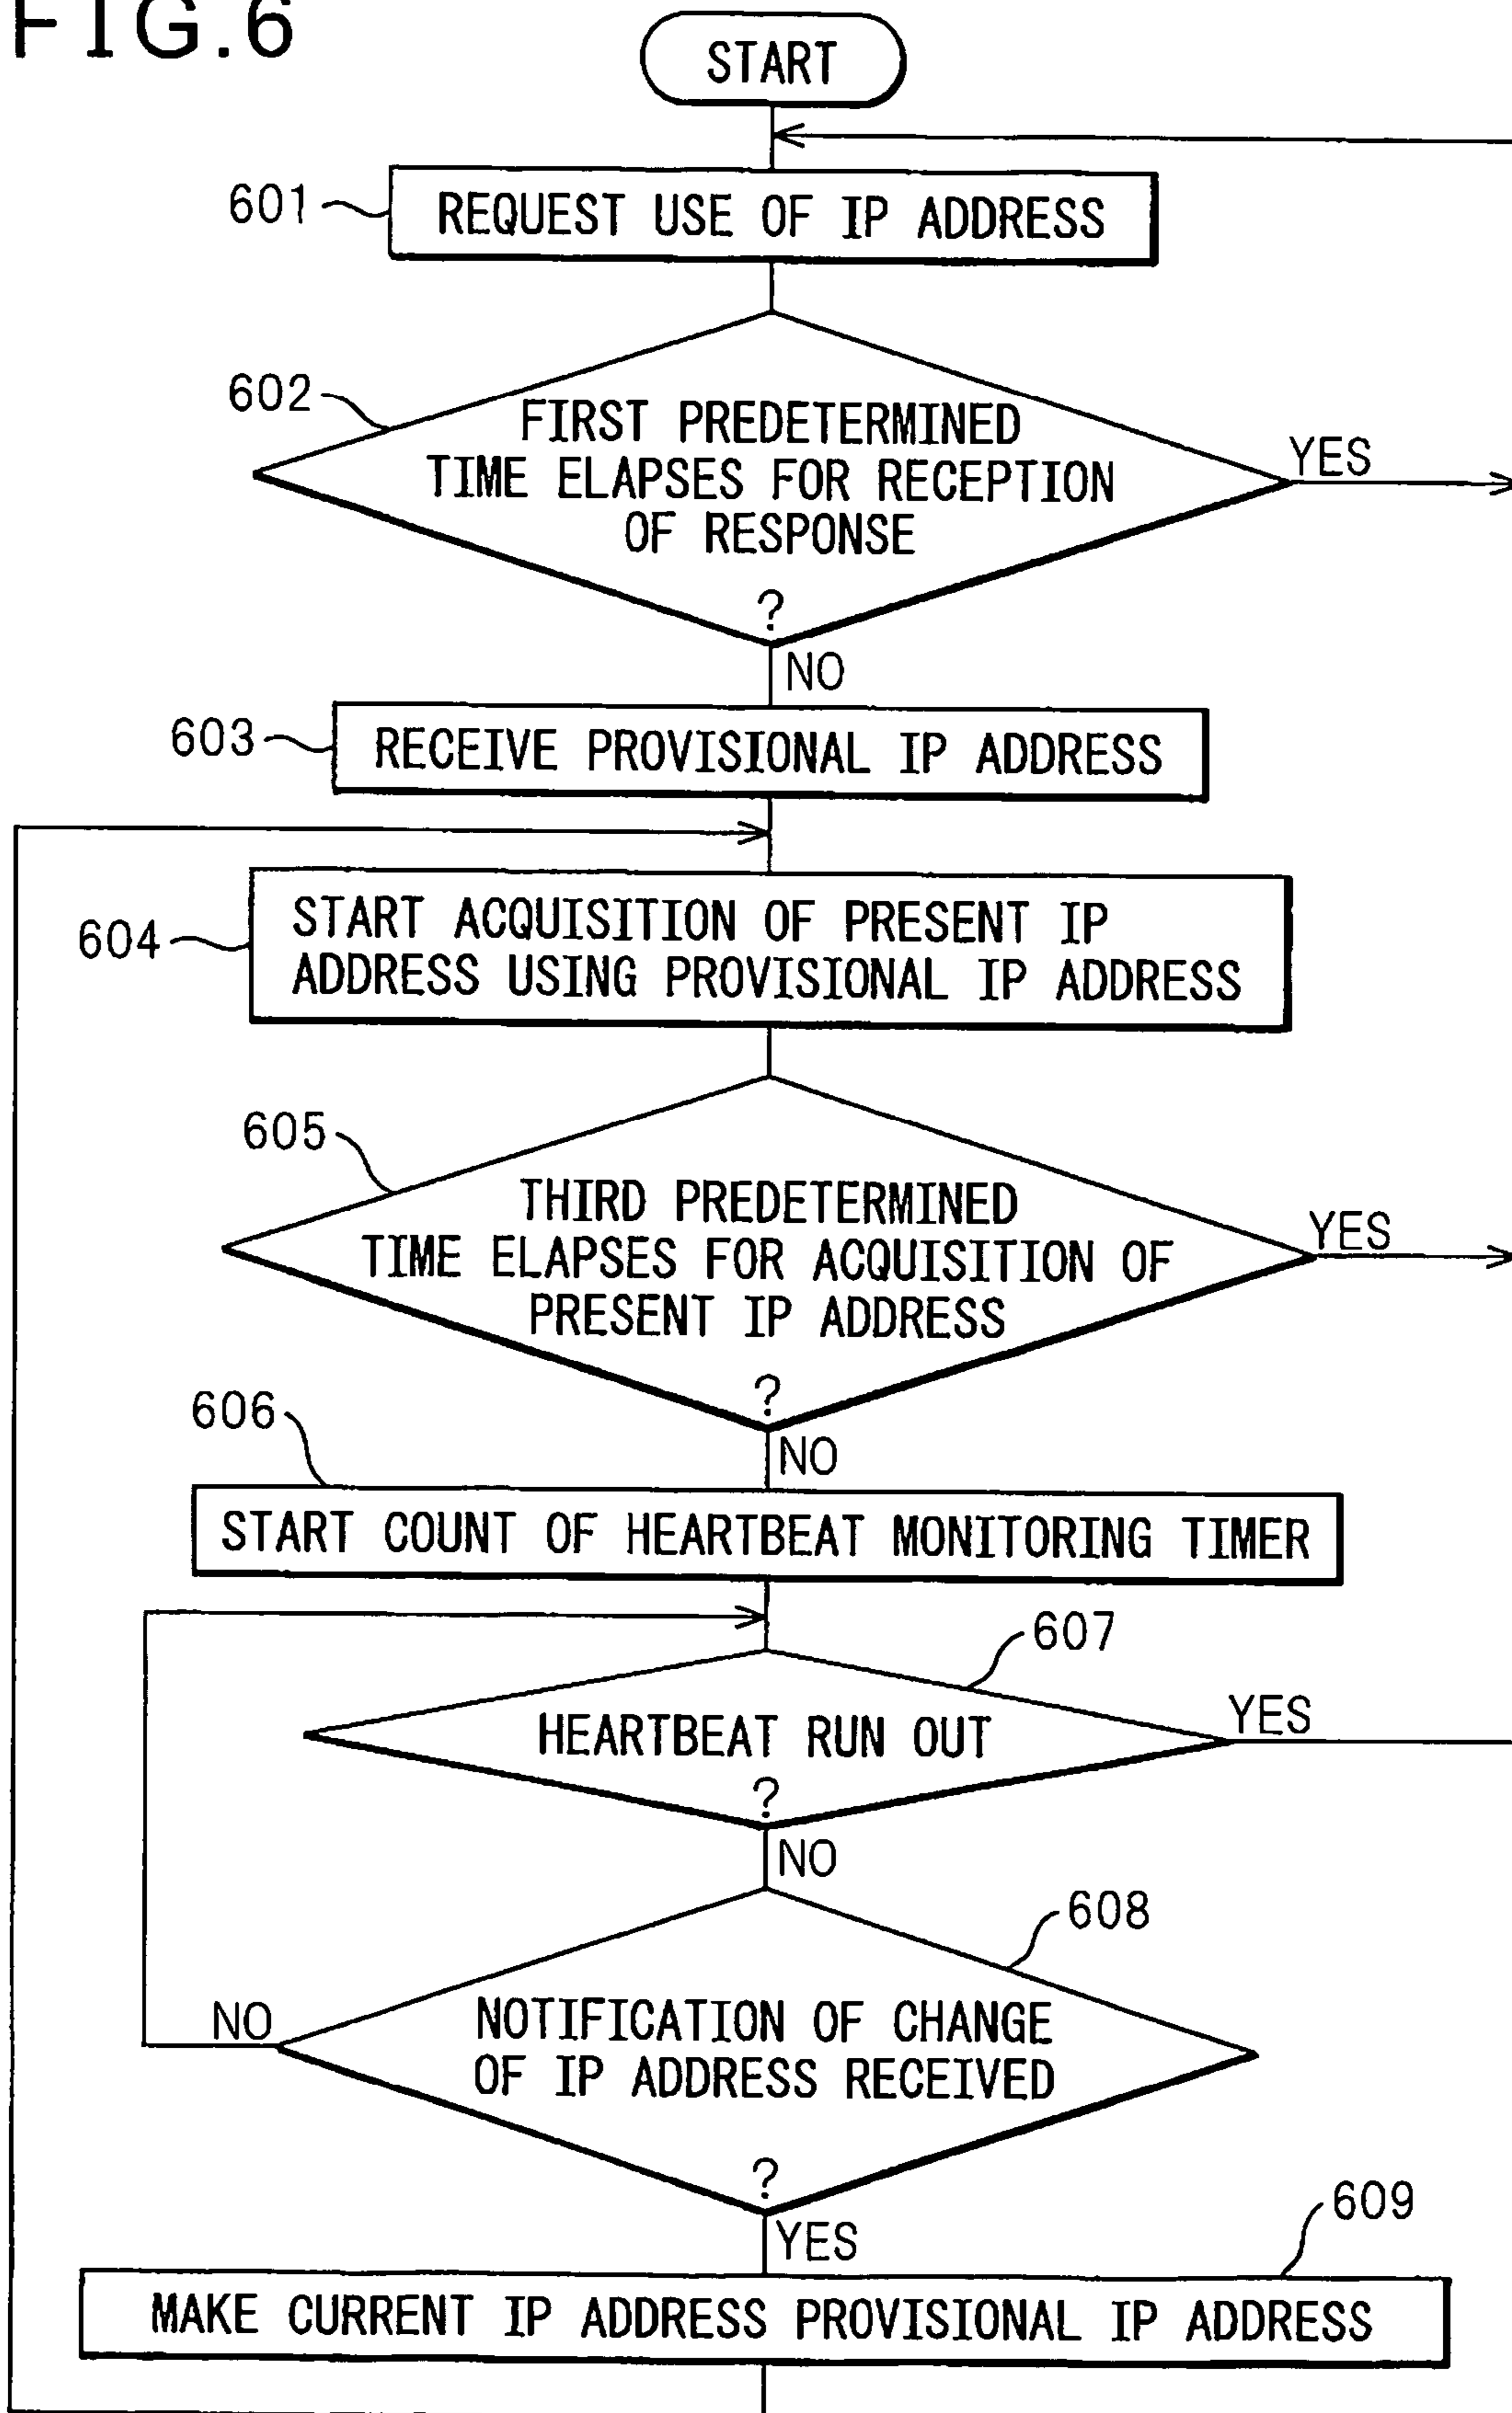 FIG.6
START
601
REQUEST USE OF IP ADDRESS
602
FIRST PREDETERMINED
TIME ELAPSES FOR RECEPTION
OF RESPONSE
?
YES
NO
603
RECEIVE PROVISIONAL IP ADDRESS
604
START ACQUISITION OF PRESENT IP
ADDRESS USING PROVISIONAL IP ADDRESS
605
THIRD PREDETERMINED
TIME ELAPSES FOR ACQUISITION OF
PRESENT IP ADDRESS
?
YES
NO
606
START COUNT OF HEARTBEAT MONITORING TIMER
607
HEARTBEAT RUN OUT
?
YES
NO
608
NOTIFICATION OF CHANGE
OF IP ADDRESS RECEIVED
?
NO
YES
609
MAKE CURRENT IP ADDRESS PROVISIONAL IP ADDRESS